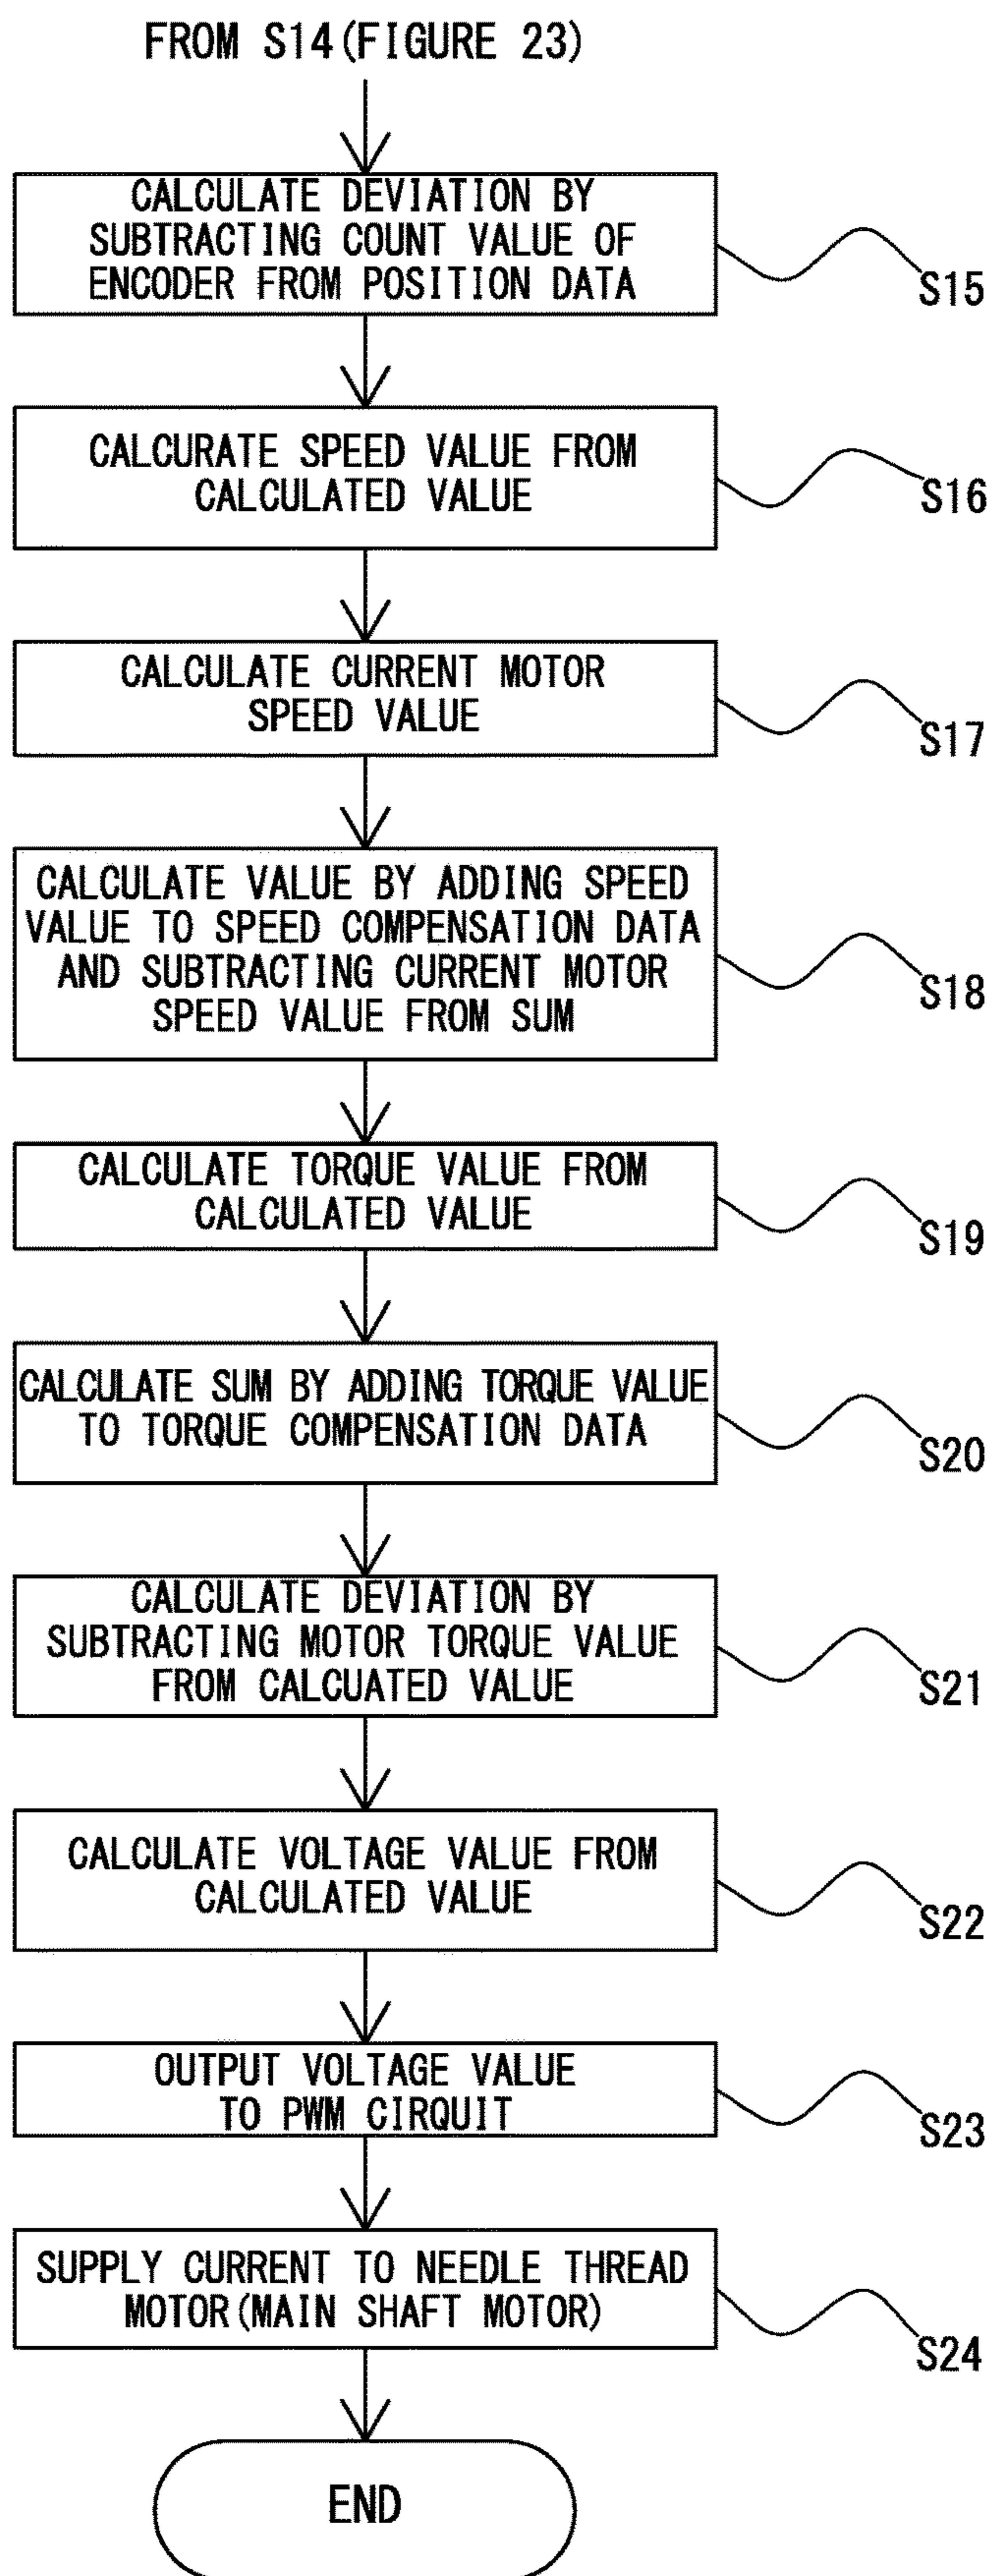 FROM S14(FIGURE 23)
CALCULATE DEVIATION BY
SUBTRACTING COUNT VALUE OF
ENCODER FROM POSITION DATA
S15
CALCURATE SPEED VALUE FROM
CALCULATED VALUE
S16
CALCULATE CURRENT MOTOR
SPEED VALUE
S17
CALCULATE VALUE BY ADDING SPEED
VALUE TO SPEED COMPENSATION DATA
AND SUBTRACTING CURRENT MOTOR
SPEED VALUE FROM SUM
S18
CALCULATE TORQUE VALUE FROM
CALCULATED VALUE
S19
CALCULATE SUM BY ADDING TORQUE VALUE
TO TORQUE COMPENSATION DATA
S20
CALCULATE DEVIATION BY
SUBTRACTING MOTOR TORQUE VALUE
FROM CALCUATED VALUE
S21
CALCULATE VOLTAGE VALUE FROM
CALCULATED VALUE
S22
OUTPUT VOLTAGE VALUE
TO PWM CIRQUIT
S23
SUPPLY CURRENT TO NEEDLE THREAD
MOTOR(MAIN SHAFT MOTOR)
S24
END